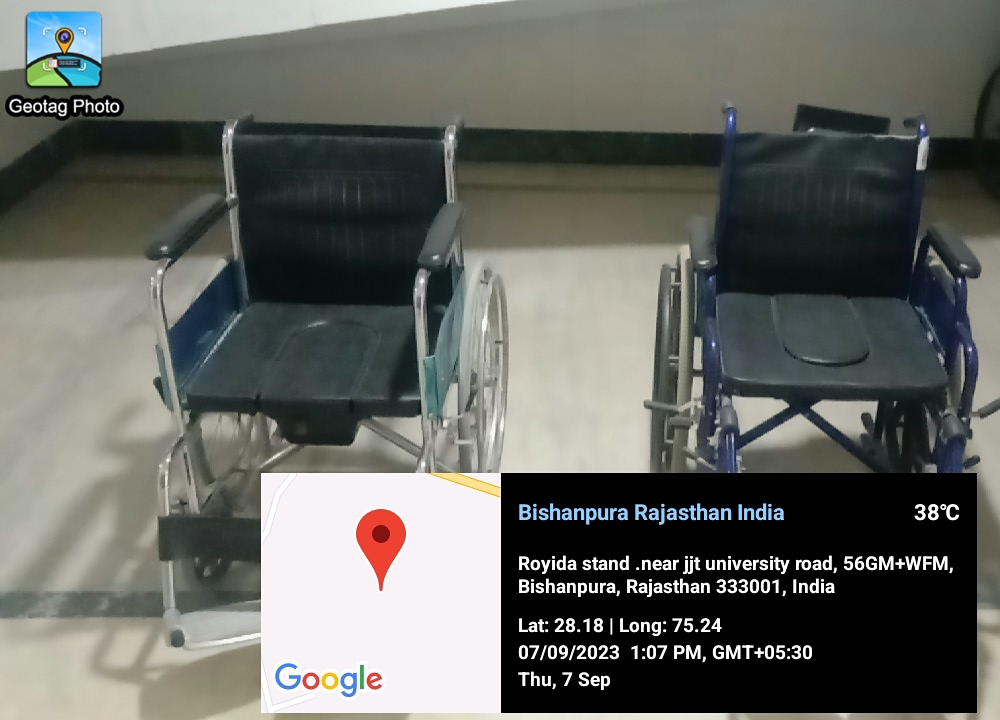 Geotag Photo
Bishanpura Rajasthan India 38℃
Royida stand .near jjt university road, 56GM+WFM,
Bishanpura, Rajasthan 333001, India
Lat: 28.18 | Long: 75.24
07/09/2023 1:07 PM, GMT+05:30
Thu, 7 Sep
Google